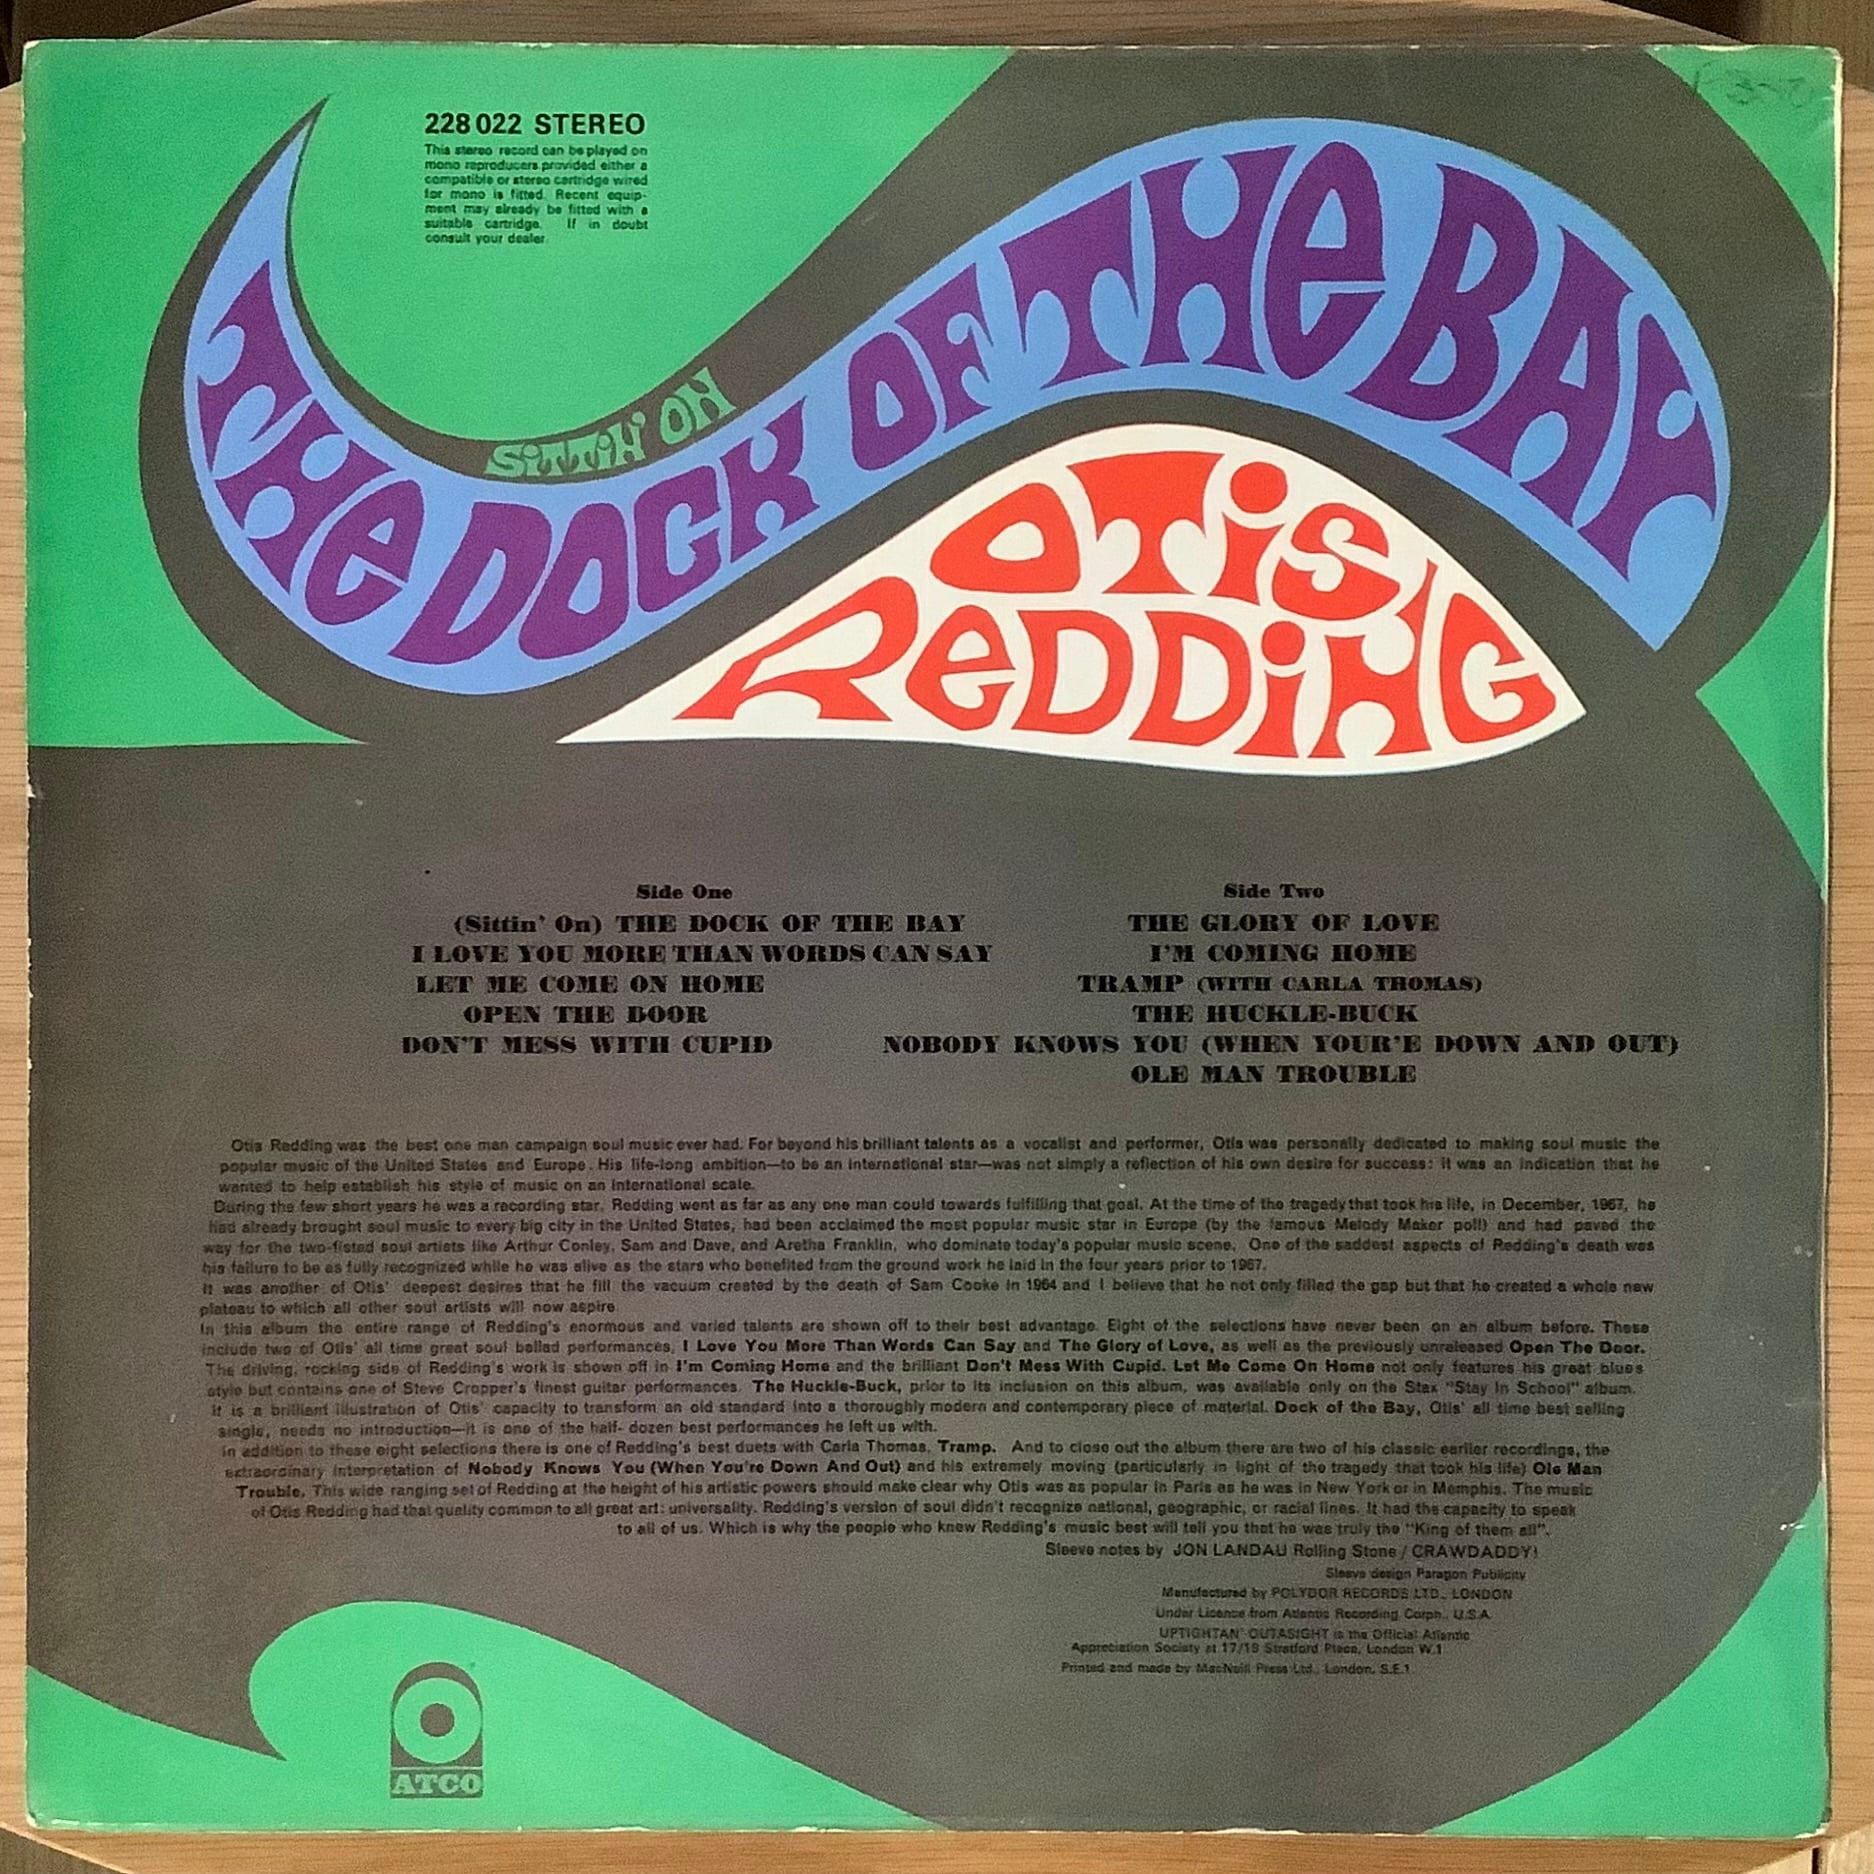 228022 STEREO
This stereo record can be played on
mono reproducers provided either a
compatible or stereo cartridge wired
for mono is fitted. Recent equip-
ment may already be fitted with a
suitable cartridge. If in doubt
consult your dealer.
SiTTiN' ON
THe DOCK OF THe BAY
OTiS
ReDDiNG
Side One
(Sittin' On) THE DOCK OF THE BAY
I LOVE YOU MORE THAN WORDS CAN SAY
LET ME COME ON HOME
OPEN THE DOOR
DON'T MESS WITH CUPID
Side Two
THE GLORY OF LOVE
I'M COMING HOME
TRAMP (WITH CARLA THOMAS)
THE HUCKLE-BUCK
NOBODY KNOWS YOU (WHEN YOUR'E DOWN AND OUT)
OLE MAN TROUBLE
Otis Redding was the best one man campaign soul music ever had. For beyond his brilliant talents as a vocalist and performer, Otis was personally dedicated to making soul music the
popular music of the United States and Europe. His life-long ambition—to be an international star—was not simply a reflection of his own desire for success: it was an indication that he
wanted to help establish his style of music on an international scale.
During the few short years he was a recording star, Redding went as far as any one man could towards fulfilling that goal. At the time of the tragedy that took his life, in December, 1967, he
had already brought soul music to every big city in the United States, had been acclaimed the most popular music star in Europe (by the famous Melody Maker poll) and had paved the
way for the two-fisted soul artists like Arthur Conley, Sam and Dave, and Aretha Franklin, who dominate today's popular music scene. One of the saddest aspects of Redding's death was
his failure to be as fully recognized while he was alive as the stars who benefited from the ground work he laid in the four years prior to 1967.
It was another of Otis' deepest desires that he fill the vacuum created by the death of Sam Cooke in 1964 and I believe that he not only filled the gap but that he created a whole new
plateau to which all other soul artists will now aspire.
In this album the entire range of Redding's enormous and varied talents are shown off to their best advantage. Eight of the selections have never been on an album before. These
include two of Otis' all time great soul ballad performances, I Love You More Than Words Can Say and The Glory of Love, as well as the previously unreleased Open The Door.
The driving, rocking side of Redding's work is shown off in I'm Coming Home and the brilliant Don't Mess With Cupid. Let Me Come On Home not only features his great blues
style but contains one of Steve Cropper's finest guitar performances. The Huckle-Buck, prior to its inclusion on this album, was available only on the Stax "Stay In School" album.
It is a brilliant illustration of Otis' capacity to transform an old standard into a thoroughly modern and contemporary piece of material. Dock of the Bay, Otis' all time best selling
single, needs no introduction—it is one of the half- dozen best performances he left us with.
In addition to these eight selections there is one of Redding's best duets with Carla Thomas, Tramp. And to close out the album there are two of his classic earlier recordings, the
extraordinary interpretation of Nobody Knows You (When You're Down And Out) and his extremely moving (particularly in light of the tragedy that took his life) Ole Man
Trouble. This wide ranging set of Redding at the height of his artistic powers should make clear why Otis was as popular in Paris as he was in New York or in Memphis. The music
of Otis Redding had that quality common to all great art: universality. Redding's version of soul didn't recognize national, geographic, or racial lines. It had the capacity to speak
to all of us. Which is why the people who knew Redding's music best will tell you that he was truly the "King of them all".
Sleeve notes by JON LANDAU Rolling Stone / CRAWDADDY!
Sleeve design Paragon Publicity
Manufactured by POLYDOR RECORDS LTD., LONDON
Under Licence from Atlantic Recording Corpn., U.S.A.
UPTIGHTAN' OUTASIGHT is the Official Atlantic
Appreciation Society at 17/19 Stratford Place, London W.1
Printed and made by MacNeill Press Ltd., London, S.E.1.
ATCO